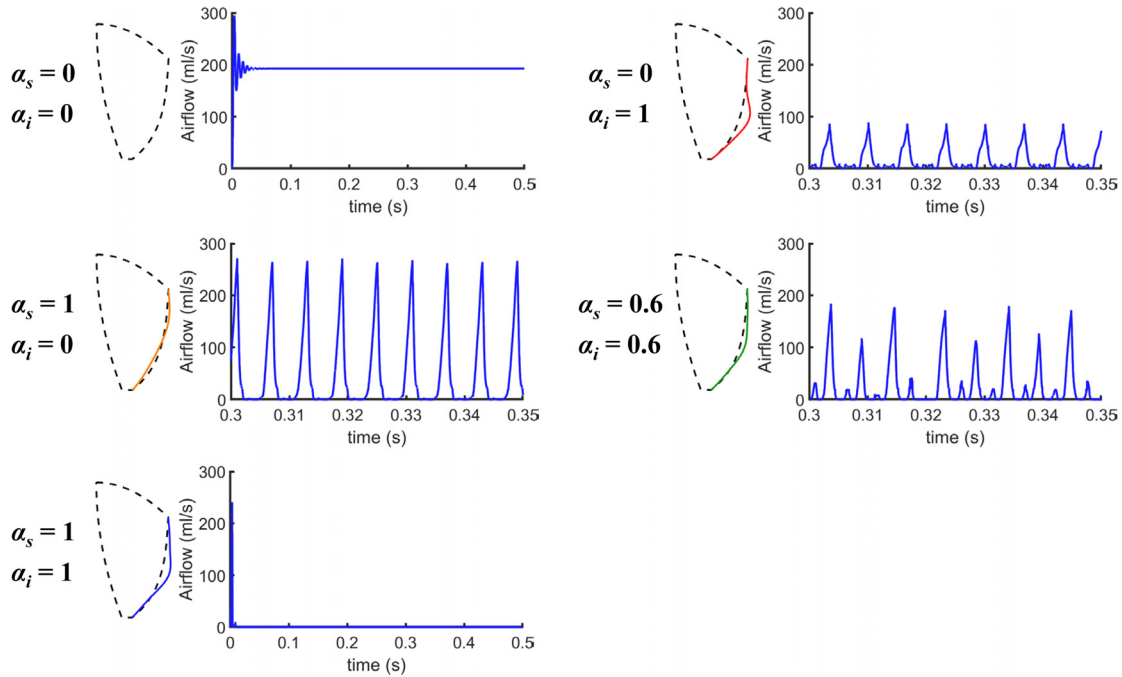 αs = 0
αi = 0
Airflow (ml/s)
300
200
100
0
0 0.1 0.2 0.3 0.4 0.5
time (s)
αs = 0
αi = 1
Airflow (ml/s)
300
200
100
0
0.3 0.31 0.32 0.33 0.34 0.35
time (s)
αs = 1
αi = 0
Airflow (ml/s)
300
200
100
0
0.3 0.31 0.32 0.33 0.34 0.35
time (s)
αs = 0.6
αi = 0.6
Airflow (ml/s)
300
200
100
0
0.3 0.31 0.32 0.33 0.34 0.35
time (s)
αs = 1
αi = 1
Airflow (ml/s)
300
200
100
0
0 0.1 0.2 0.3 0.4 0.5
time (s)